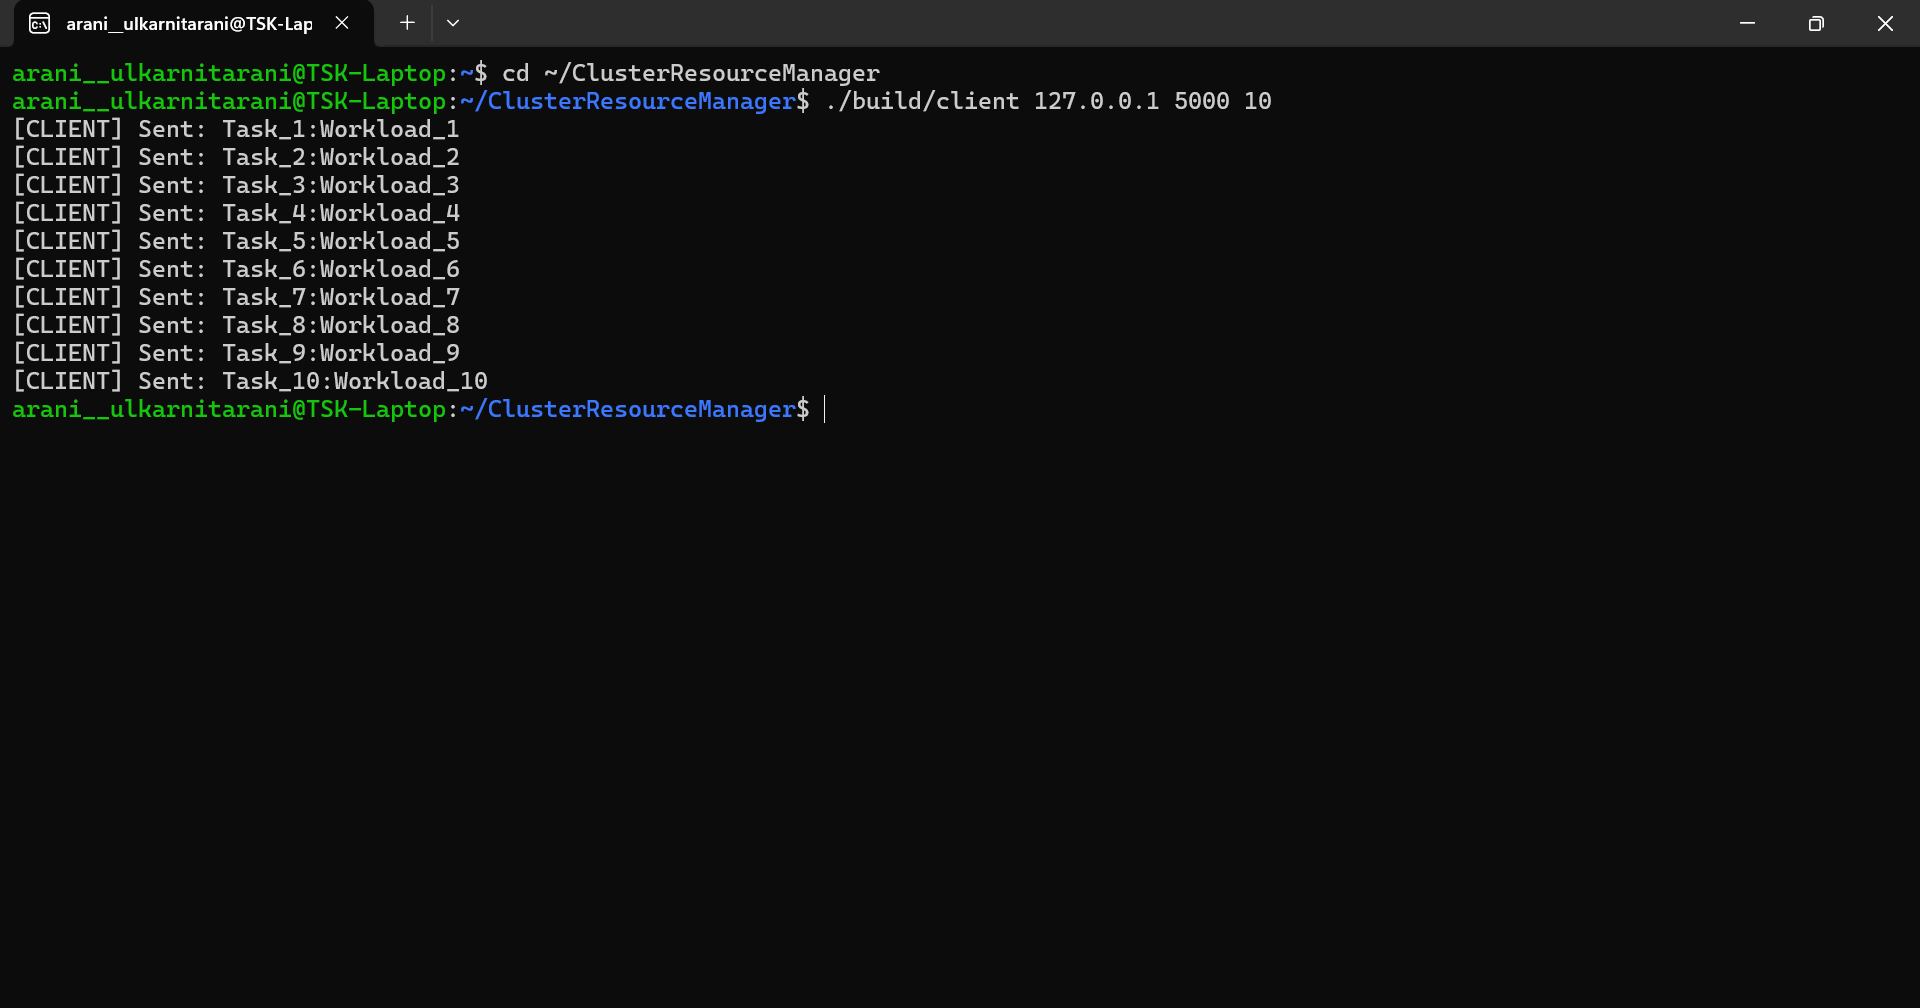 arani__ulkarnitarani@TSK-Lap
arani__ulkarnitarani@TSK-Laptop:~$ cd ~/ClusterResourceManager
arani__ulkarnitarani@TSK-Laptop:~/ClusterResourceManager$ ./build/client 127.0.0.1 5000 10
[CLIENT] Sent: Task_1:Workload_1
[CLIENT] Sent: Task_2:Workload_2
[CLIENT] Sent: Task_3:Workload_3
[CLIENT] Sent: Task_4:Workload_4
[CLIENT] Sent: Task_5:Workload_5
[CLIENT] Sent: Task_6:Workload_6
[CLIENT] Sent: Task_7:Workload_7
[CLIENT] Sent: Task_8:Workload_8
[CLIENT] Sent: Task_9:Workload_9
[CLIENT] Sent: Task_10:Workload_10
arani__ulkarnitarani@TSK-Laptop:~/ClusterResourceManager$